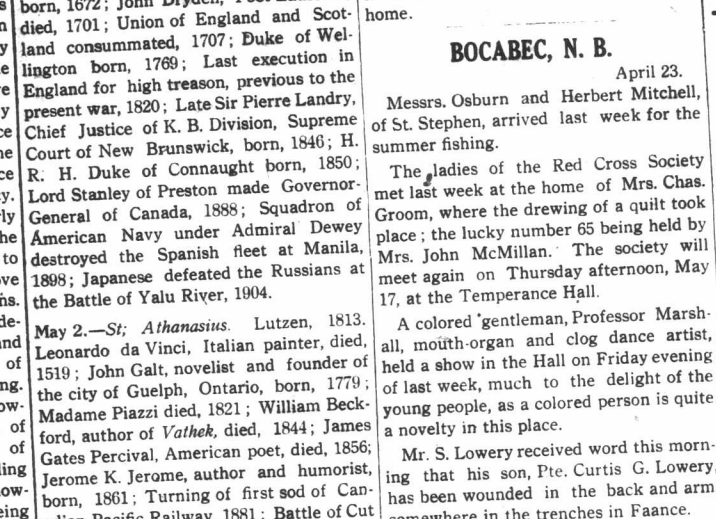 born, 1672; John Dryden,
died, 1701; Union of England and Scot-
land consummated, 1707; Duke of Wel-
lington born, 1769; Last execution in
England for high treason, previous to the
present war, 1820; Late Sir Pierre Landry,
Chief Justice of K. B. Division, Supreme
Court of New Brunswick, born, 1846; H.
R. H. Duke of Connaught born, 1850;
Lord Stanley of Preston made Governor-
General of Canada, 1888; Squadron of
American Navy under Admiral Dewey
destroyed the Spanish fleet at Manila,
1898; Japanese defeated the Russians at
the Battle of Yalu River, 1904.
May 2.—St; Athanasius. Lutzen, 1813.
Leonardo da Vinci, Italian painter, died,
1519; John Galt, novelist and founder of
the city of Guelph, Ontario, born, 1779;
Madame Piazzi died, 1821; William Beck-
ford, author of Vathek, died, 1844; James
Gates Percival, American poet, died, 1856;
Jerome K. Jerome, author and humorist,
born, 1861; Turning of first sod of Can-
Pacific Railway, 1881; Battle of Cut
home.
BOCABEC, N. B.
April 23.
Messrs. Osburn and Herbert Mitchell,
of St. Stephen, arrived last week for the
summer fishing.
The ladies of the Red Cross Society
met last week at the home of Mrs. Chas.
Groom, where the drewing of a quilt took
place; the lucky number 65 being held by
Mrs. John McMillan. The society will
meet again on Thursday afternoon, May
17, at the Temperance Hall.
A colored gentleman, Professor Marsh-
all, mouth-organ and clog dance artist,
held a show in the Hall on Friday evening
of last week, much to the delight of the
young people, as a colored person is quite
a novelty in this place.
Mr. S. Lowery received word this morn-
ing that his son, Pte. Curtis G. Lowery,
has been wounded in the back and arm
somewhere in the trenches in Faance.